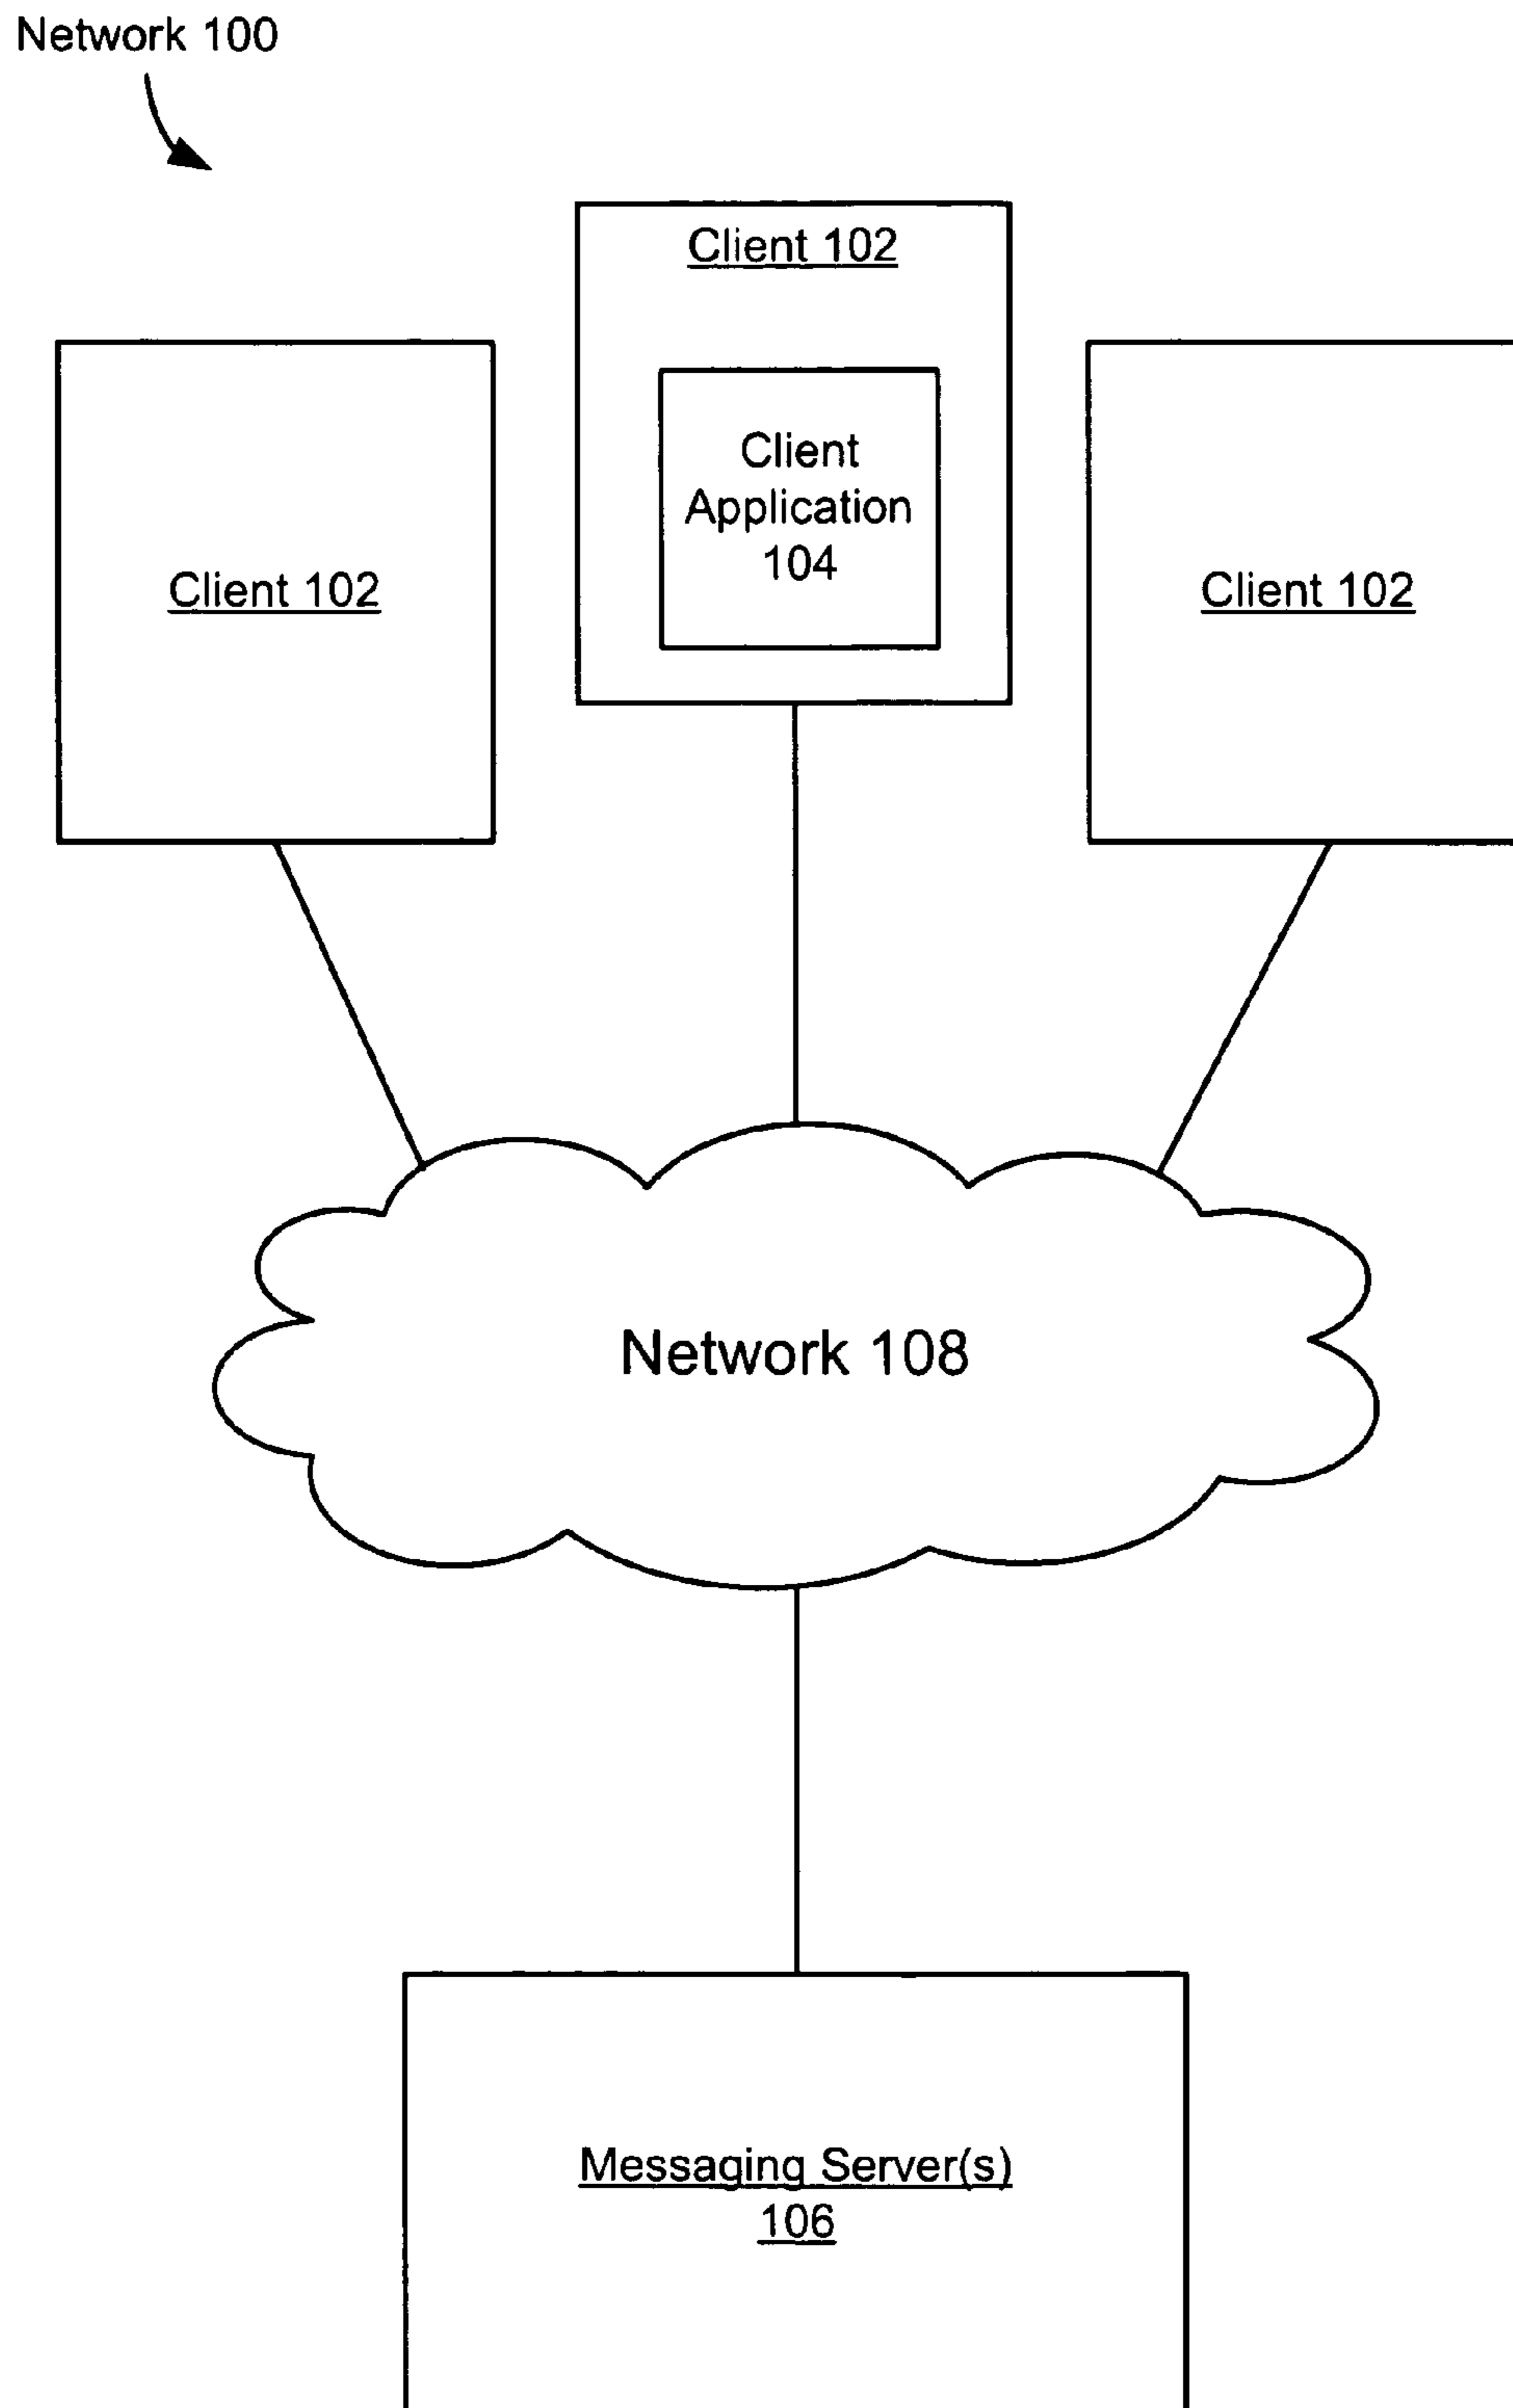 Network 100
Client 102
Client
Application
104
Client 102
Client 102
Network 108
Messaging Server(s)
106